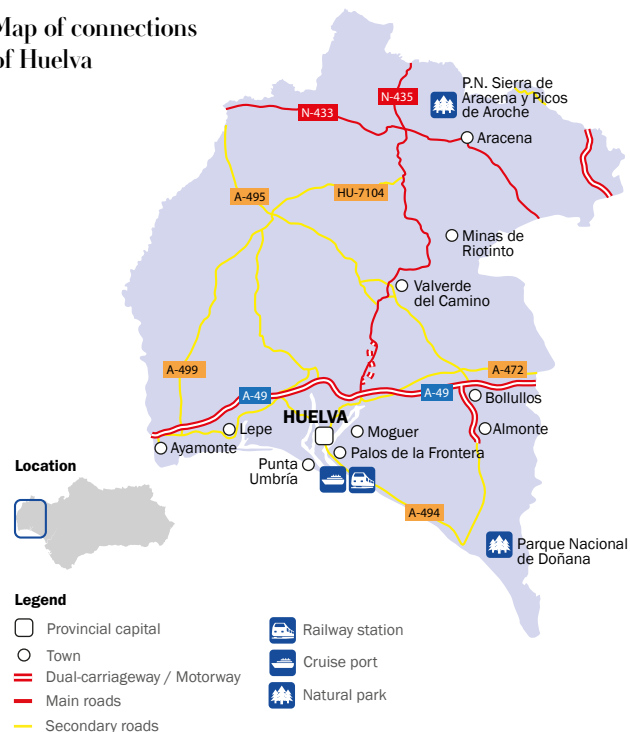 Map of connections
of Huelva
P.N. Sierra de
Aracena y Picos
de Aroche
N-435
N-433
Aracena
A-495
HU-7104
Minas de
Riotinto
Valverde
del Camino
A-499
A-472
A-49
A-49
Bollullos
HUELVA
Lepe
Moguer
Almonte
Ayamonte
Palos de la Frontera
Punta
Umbría
A-494
Parque Nacional
de Doñana
Location
Legend
Provincial capital
Town
Dual-carriageway / Motorway
Main roads
Secondary roads
Railway station
Cruise port
Natural park